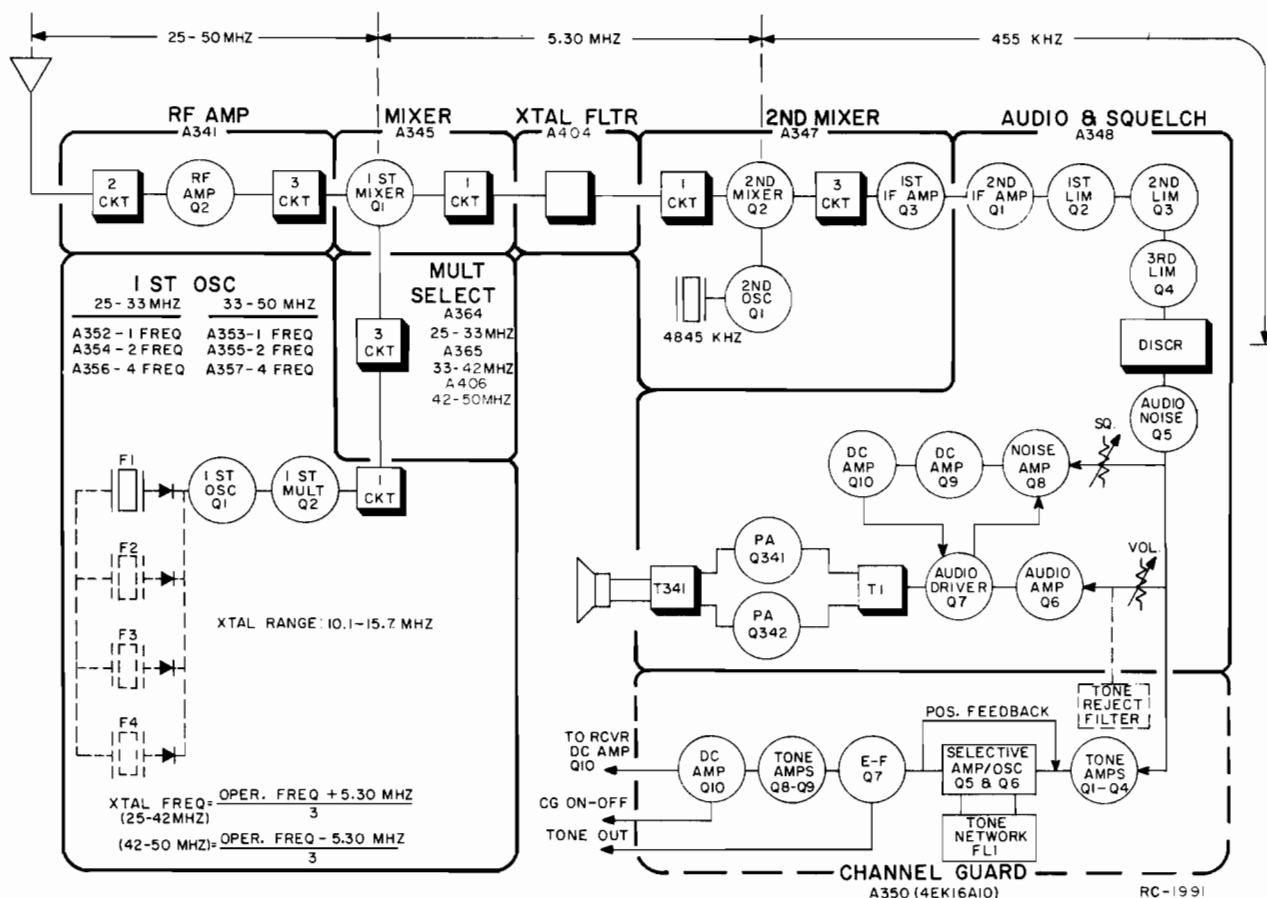 25-50 MHZ
5.30 MHZ
455 KHZ
RF AMP
A341
MIXER
A345
XTAL FLTR
A404
2ND MIXER
A347
AUDIO & SQUELCH
A348
2
CKT
RF
AMP
Q2
3
CKT
1 ST
MIXER
Q1
1
CKT
1
CKT
2ND
MIXER
Q2
3
CKT
1ST
IF AMP
Q3
2ND
IF AMP
Q1
1ST
LIM
Q2
2ND
LIM
Q3
3RD
LIM
Q4
DISCR
AUDIO
NOISE
Q5
2ND
OSC
Q1
4845 KHZ
1 ST OSC
25-33 MHZ 33-50 MHZ
A352-1 FREQ A353-1 FREQ
A354-2 FREQ A355-2 FREQ
A356-4 FREQ A357-4 FREQ
MULT
SELECT
A364
25-33MHZ
A365
33-42MHZ
A406
42-50MHZ
3
CKT
F1
1 ST
OSC
Q1
1 ST
MULT
Q2
1
CKT
F2
F3
F4
XTAL RANGE: 10.1-15.7 MHZ
XTAL FREQ= OPER. FREQ +5.30 MHZ
(25-42MHZ) 3
(42-50 MHZ)= OPER. FREQ - 5.30 MHZ
3
DC
AMP
Q10
DC
AMP
Q9
NOISE
AMP
Q8
SQ.
T341
PA
Q341
PA
Q342
T1
AUDIO
DRIVER
Q7
AUDIO
AMP
Q6
VOL.
TONE
REJECT
FILTER
POS. FEEDBACK
TO RCVR
DC AMP
Q10
DC
AMP
Q10
TONE
AMPS
Q8-Q9
E-F
Q7
SELECTIVE
AMP/OSC
Q5 & Q6
TONE
AMPS
Q1-Q4
CG ON-OFF
TONE OUT
TONE
NETWORK
FL1
CHANNEL GUARD
A350 (4EK16A10)
RC-1991